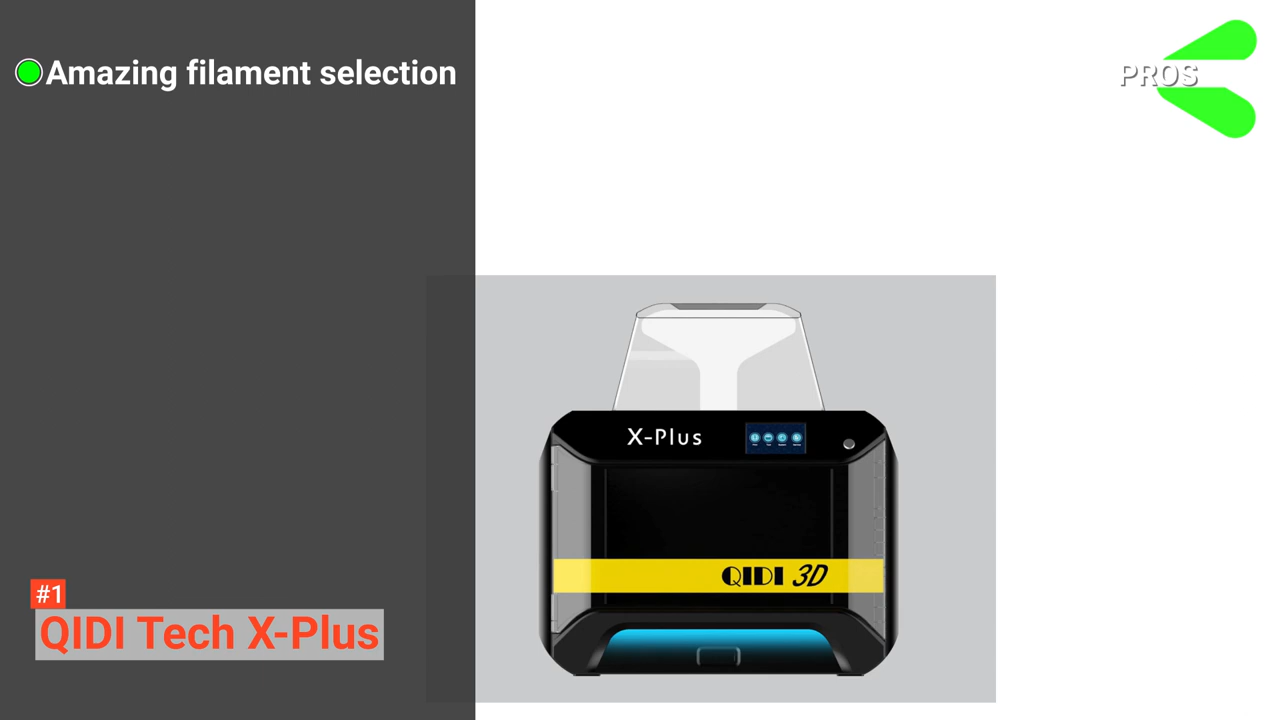 Amazing filament selection
PROS
X-Plus
QIDI 3D
#1
QIDI Tech X-Plus